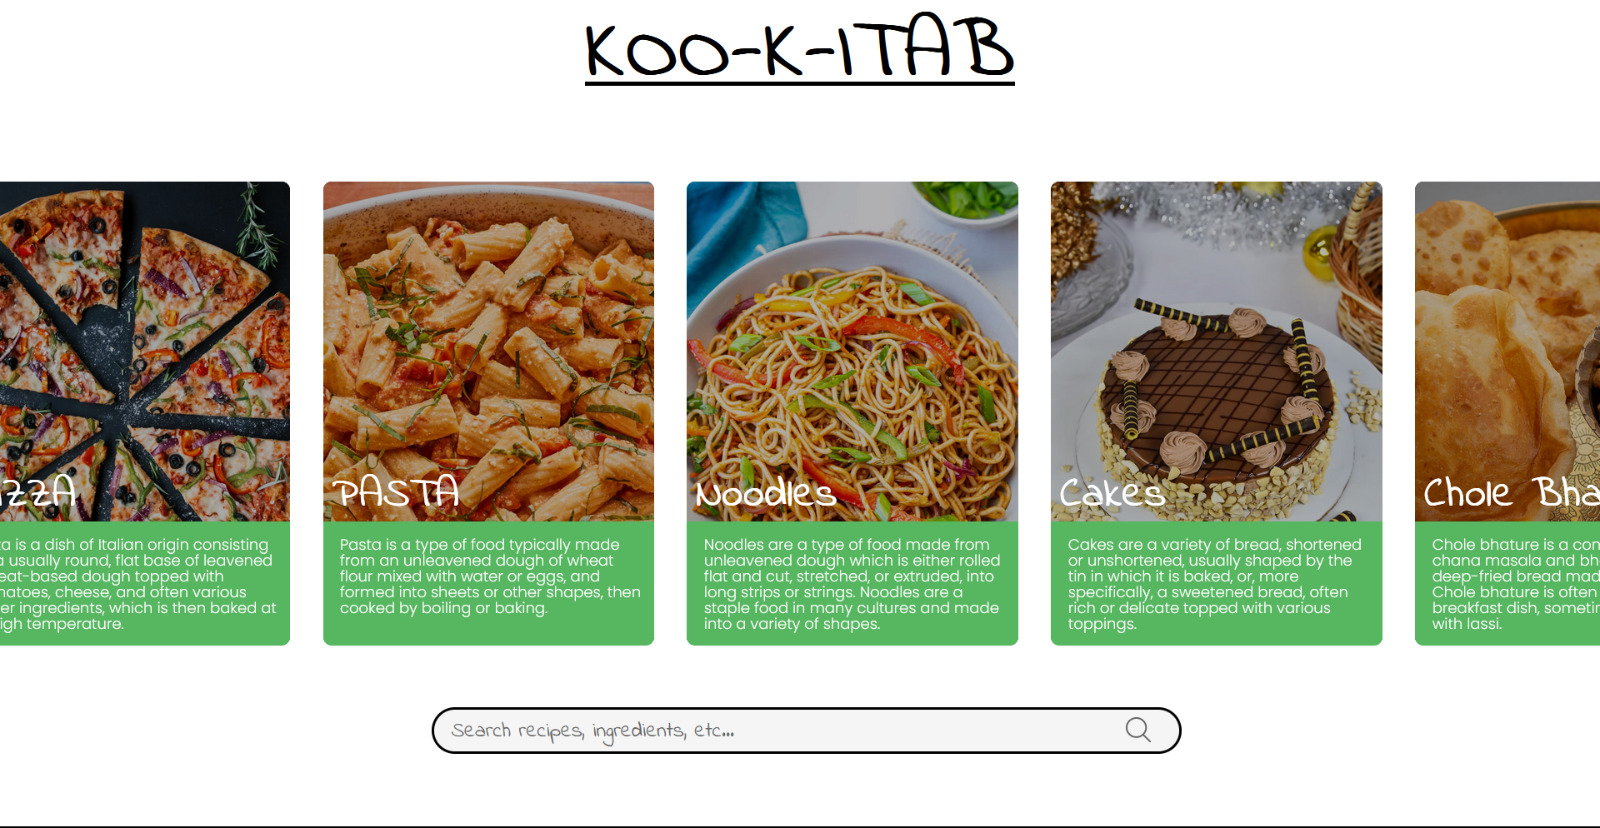 KOO-K-ITAB
IZZA
a is a dish of Italian origin consisting
usually round, flat base of leavened
eat-based dough topped with
natoes, cheese, and often various
er ingredients, which is then baked at
igh temperature.
PASTA
Pasta is a type of food typically made
from an unleavened dough of wheat
flour mixed with water or eggs, and
formed into sheets or other shapes, then
cooked by boiling or baking.
Noodles
Noodles are a type of food made from
unleavened dough which is either rolled
flat and cut, stretched, or extruded, into
long strips or strings. Noodles are a
staple food in many cultures and made
into a variety of shapes.
Cakes
Cakes are a variety of bread, shortened
or unshortened, usually shaped by the
tin in which it is baked, or, more
specifically, a sweetened bread, often
rich or delicate topped with various
toppings.
Chole Bha
Chole bhature is a con
chana masala and bh
deep-fried bread mad
Chole bhature is often
breakfast dish, sometin
with lassi.
Search recipes, ingredients, etc...